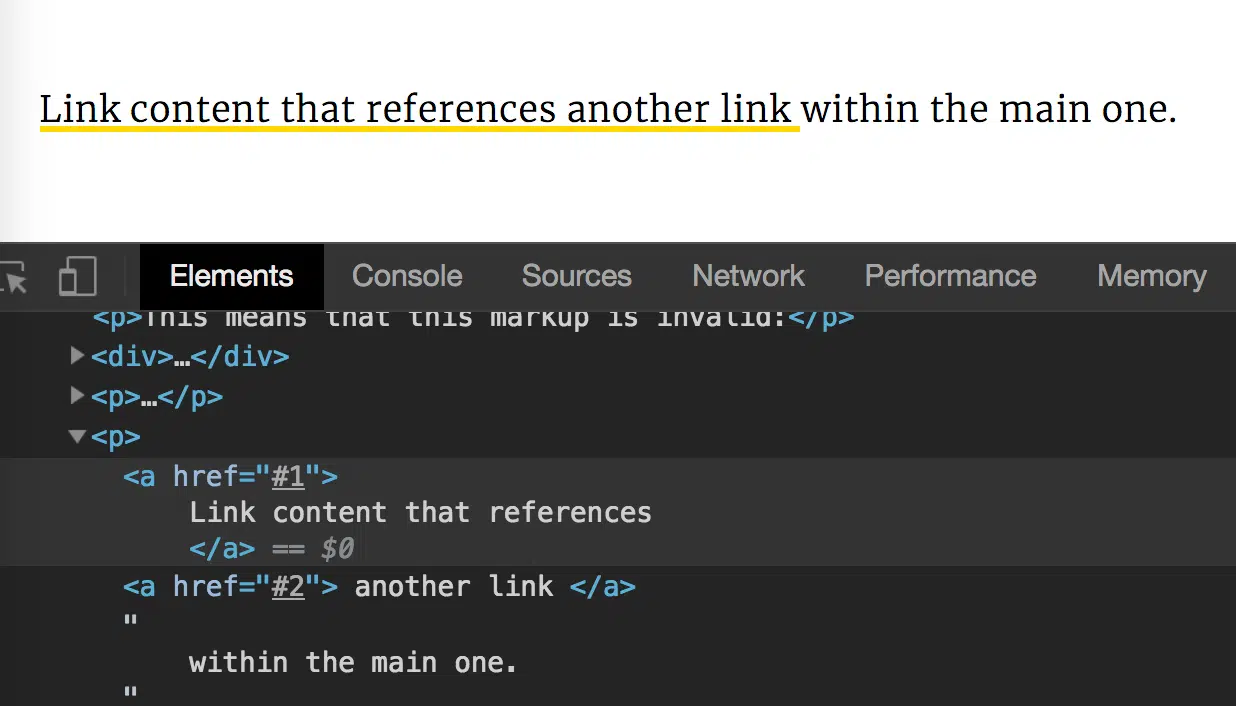 Link content that references another link within the main one.
Elements Console Sources Network Performance Memory
<p>This means that this markup is invalid:</p>
▶<div>…</div>
▶<p>…</p>
▼<p>
<a href="#1">
Link content that references
</a> == $0
<a href="#2"> another link </a>
"
within the main one.
"